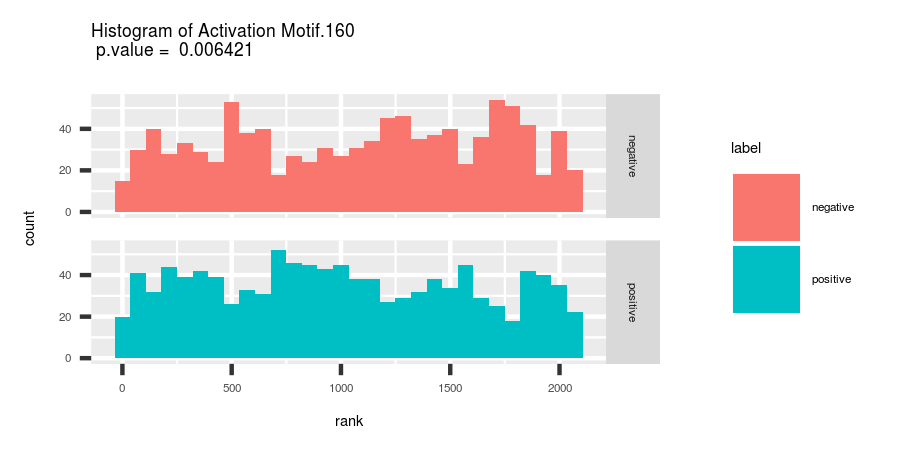 Histogram of Activation Motif.160
p.value = 0.006421
count
40
20
0
negative
40
20
0
positive
0 500 1000 1500 2000
rank
label
negative
positive